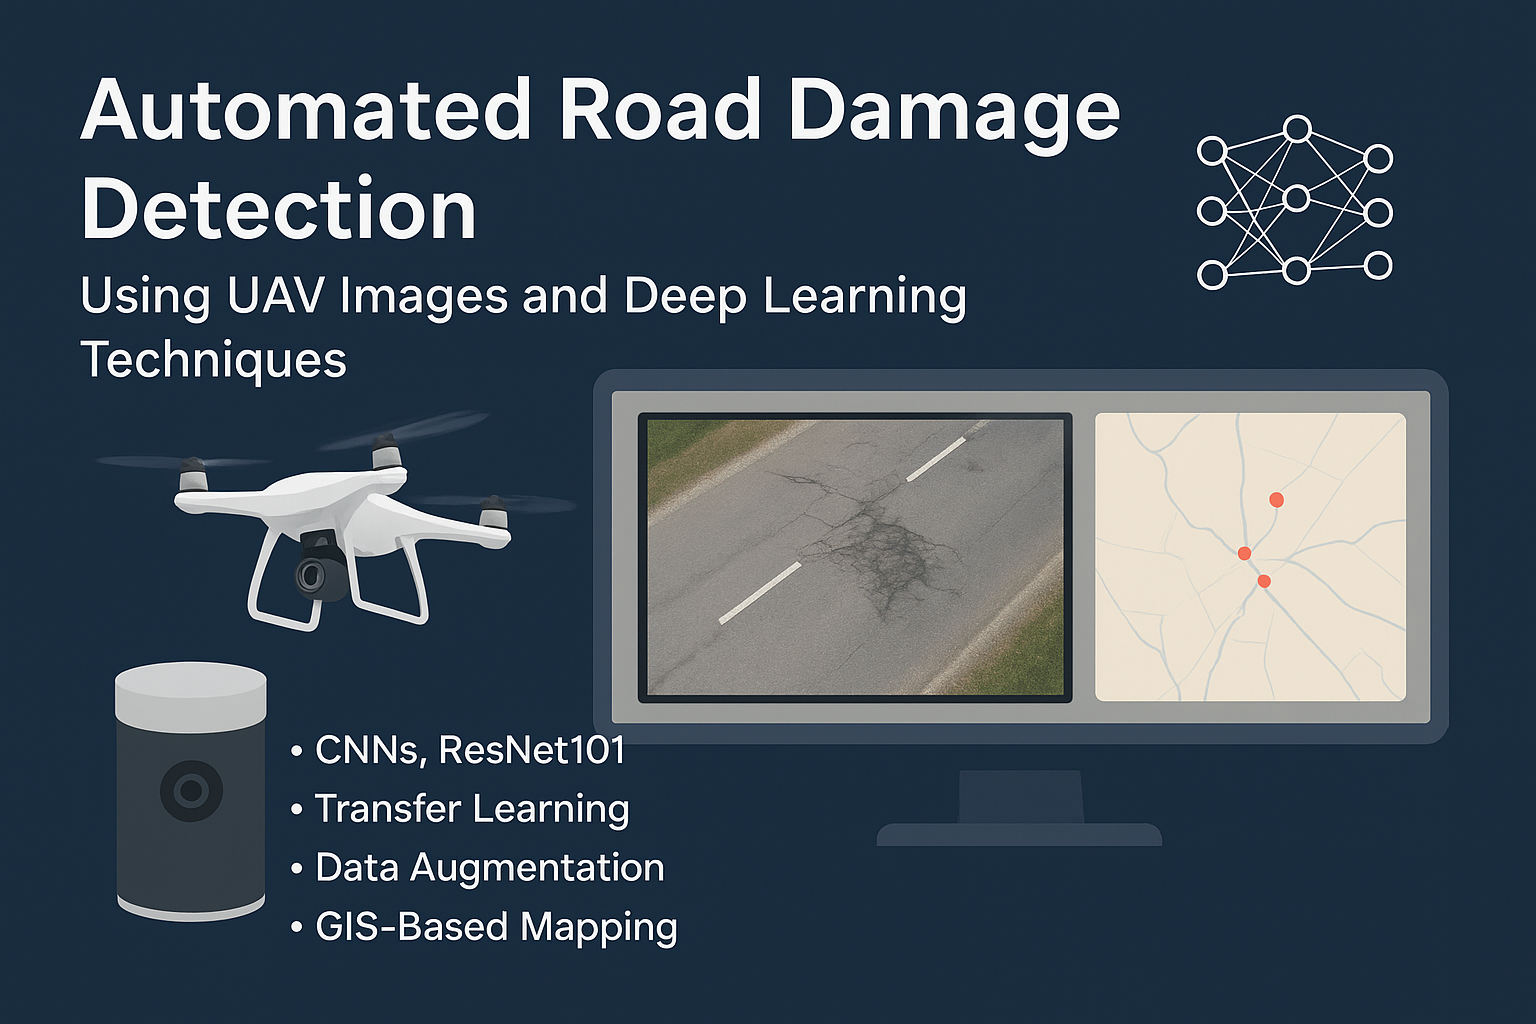 Automated Road Damage
Detection
Using UAV Images and Deep Learning
Techniques
• CNNs, ResNet101
• Transfer Learning
• Data Augmentation
• GIS-Based Mapping